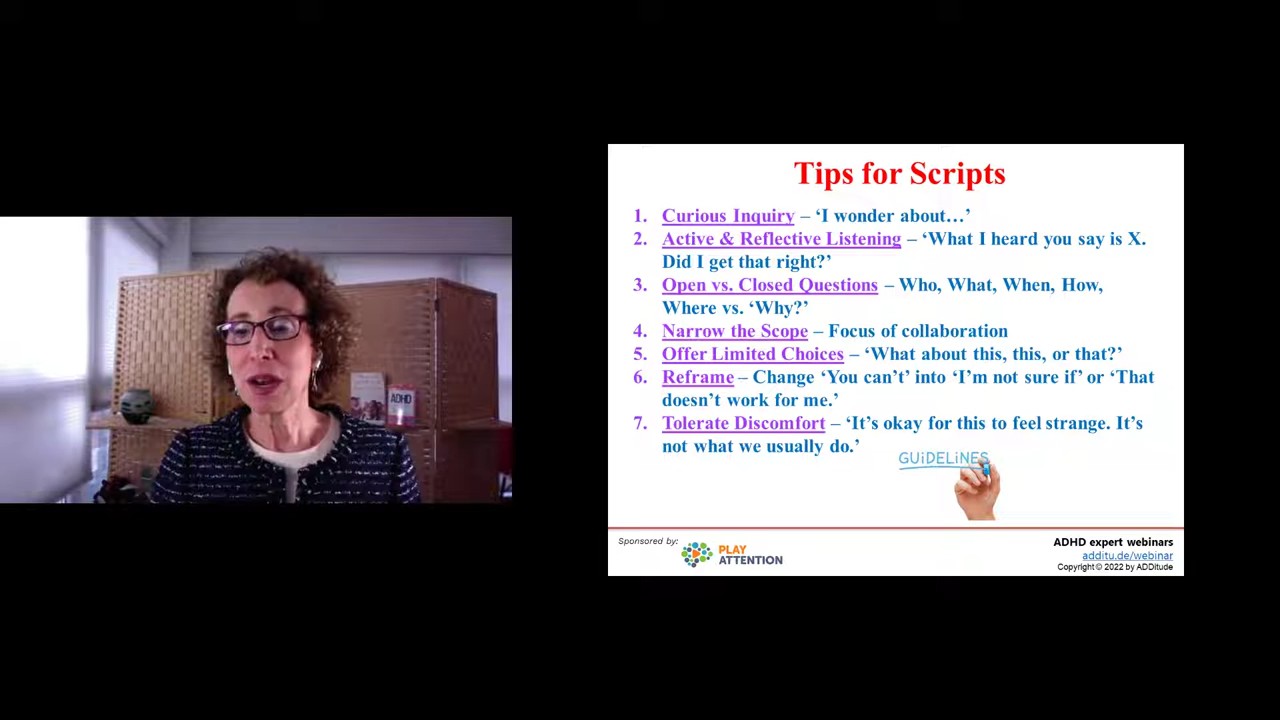 Tips for Scripts
1. Curious Inquiry – ‘I wonder about…’
2. Active & Reflective Listening – ‘What I heard you say is X.
Did I get that right?’
3. Open vs. Closed Questions – Who, What, When, How,
Where vs. ‘Why?’
4. Narrow the Scope – Focus of collaboration
5. Offer Limited Choices – ‘What about this, this, or that?’
6. Reframe – Change ‘You can’t’ into ‘I’m not sure if’ or ‘That
doesn’t work for me.’
7. Tolerate Discomfort – ‘It’s okay for this to feel strange. It’s
not what we usually do.’
GUiDELiNES
Sponsored by:
PLAY
ATTENTION
ADHD expert webinars
additu.de/webinar
Copyright © 2022 by ADDitude
ADHD